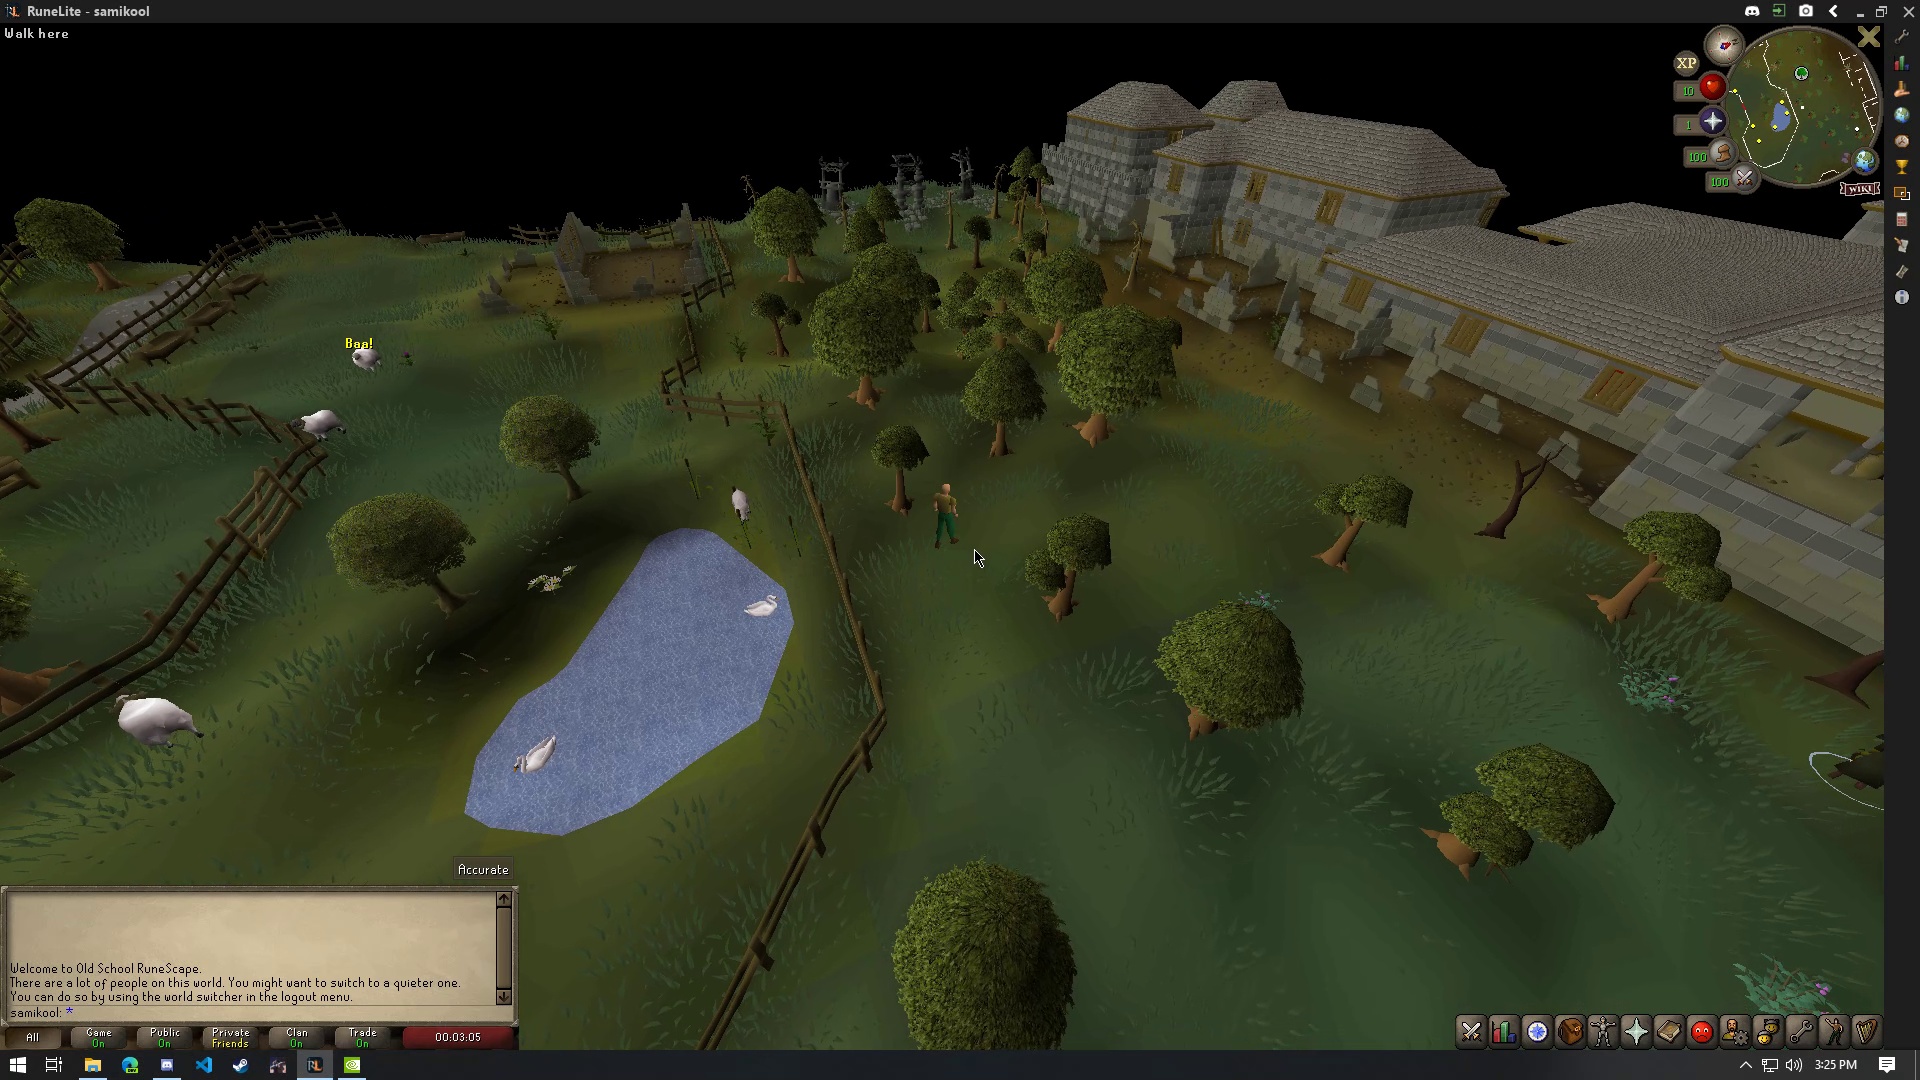 RuneLite - samikool
Walk here
XP
10
1
100
100
WIKI
Baa!
Accurate
Welcome to Old School RuneScape.
There are a lot of people on this world. You might want to switch to a quieter one.
You can do so by using the world switcher in the logout menu.
samikool: *
All
Game
On
Public
On
Private
Friends
Clan
On
Trade
On
00:03:05
3:25 PM